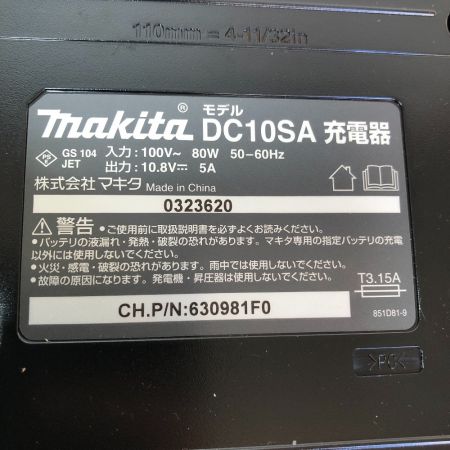 110mm = 4-11/32in
makita® モデル DC10SA 充電器
PS E GS 104 JET 入力：100V~ 80W 50-60Hz
出力：10.8V⎓ 5A
株式会社 マキタ Made in China
0323620
⚠警告 •ご使用前に取扱説明書を必ずよくお読みください。
•バッテリの液漏れ・発熱・破裂の恐れがあります。マキタ専用の指定バッテリの充電
以外には使用しないでください。
•火災・感電・破裂の恐れがあります。雨中では使用しないでください。
•故障の原因になります。発電機・昇圧器は使用しないでください。
T3.15A
CH.P/N:630981F0
851D81-9
>PC<